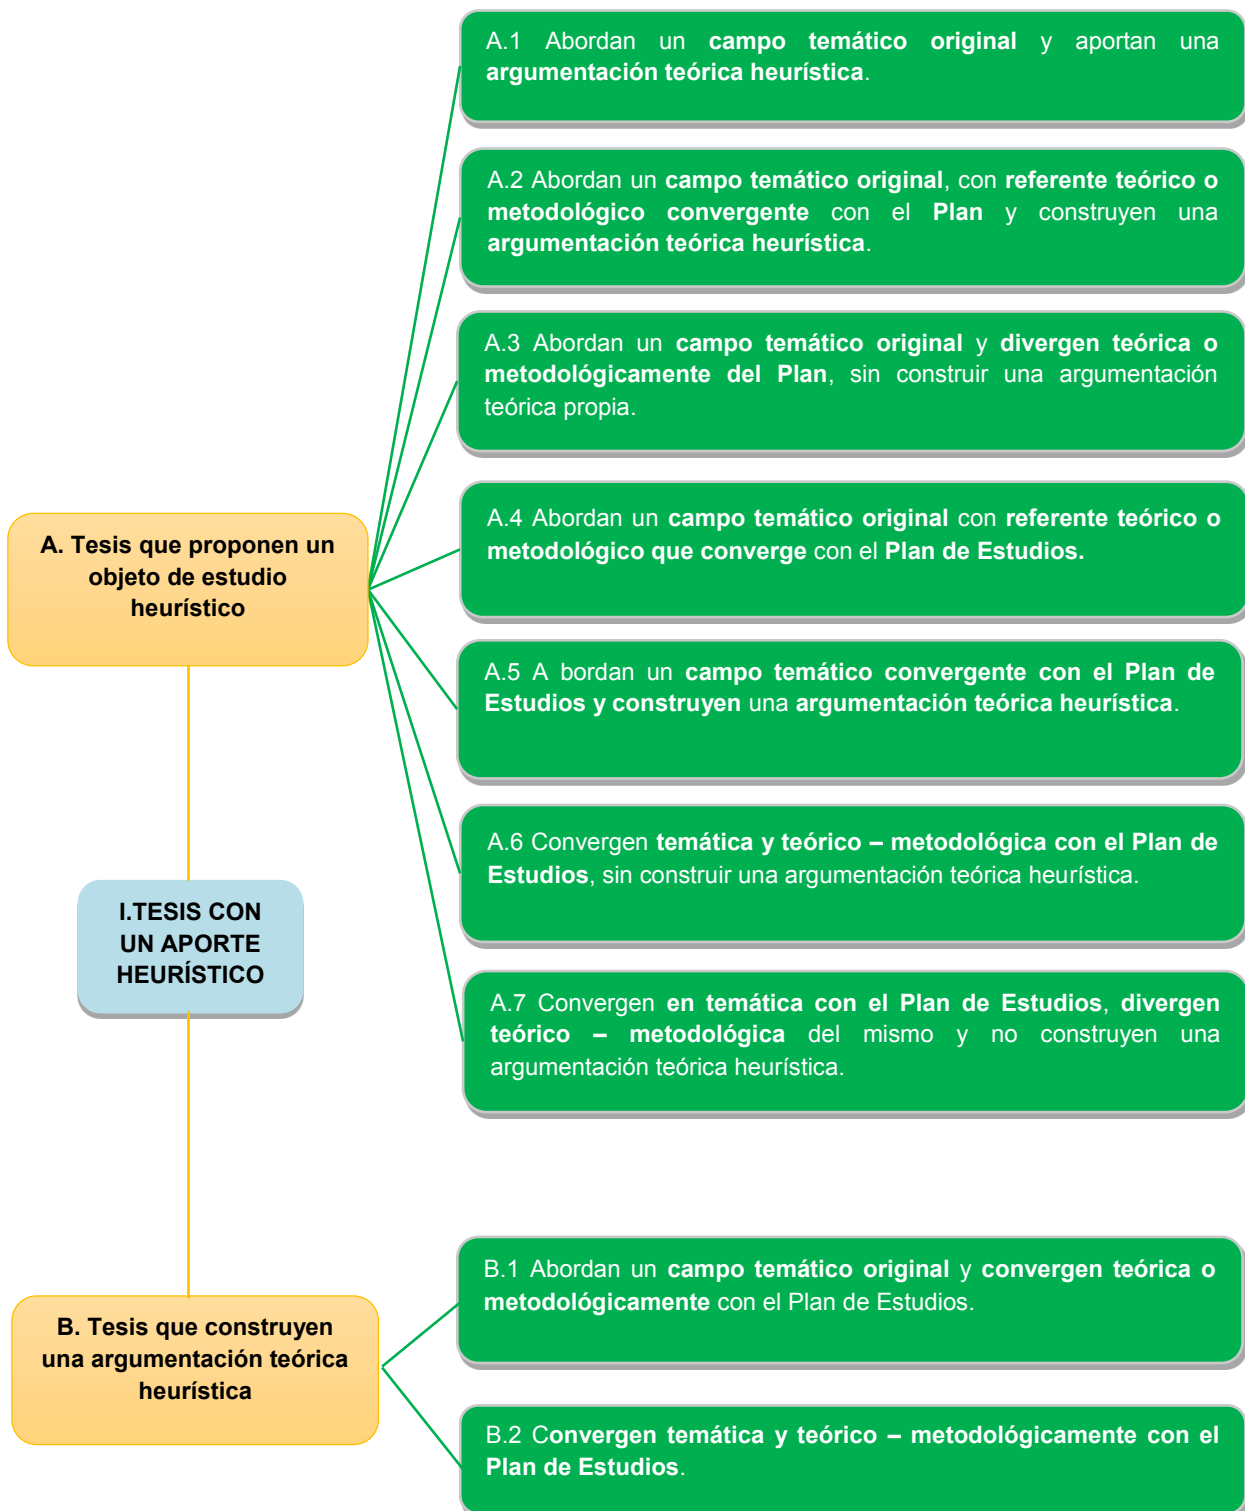 A.1 Abordan un campo temático original y aportan una
argumentación teórica heurística.
A.2 Abordan un campo temático original, con referente teórico o
metodológico convergente con el Plan y construyen una
argumentación teórica heurística.
A.3 Abordan un campo temático original y divergen teórica o
metodológicamente del Plan, sin construir una argumentación
teórica propia.
A.4 Abordan un campo temático original con referente teórico o
metodológico que converge con el Plan de Estudios.
A. Tesis que proponen un
objeto de estudio
heurístico
A.5 A bordan un campo temático convergente con el Plan de
Estudios y construyen una argumentación teórica heurística.
A.6 Convergen temática y teórico – metodológica con el Plan de
Estudios, sin construir una argumentación teórica heurística.
I.TESIS CON
UN APORTE
HEURÍSTICO
A.7 Convergen en temática con el Plan de Estudios, divergen
teórico – metodológica del mismo y no construyen una
argumentación teórica heurística.
B.1 Abordan un campo temático original y convergen teórica o
metodológicamente con el Plan de Estudios.
B. Tesis que construyen
una argumentación teórica
heurística
B.2 Convergen temática y teórico – metodológicamente con el
Plan de Estudios.